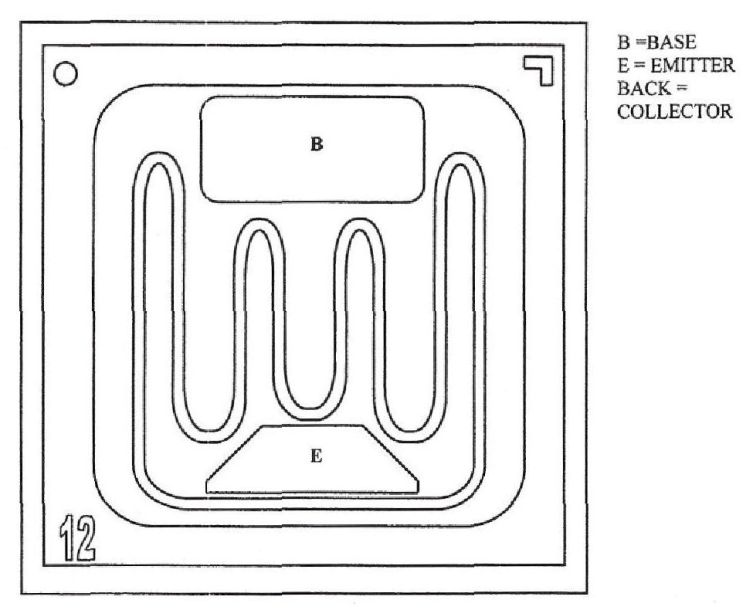 B =BASE
E = EMITTER
BACK =
COLLECTOR
B
E
12